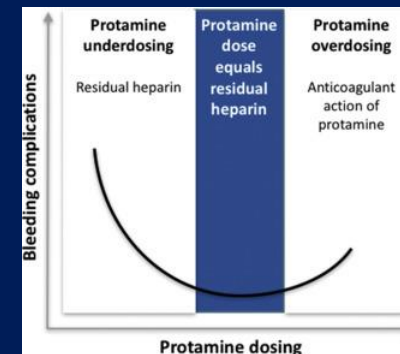 Bleeding complications
Protamine
underdosing
Residual heparin
Protamine
dose
equals
residual
heparin
Protamine
overdosing
Anticoagulant
action of
protamine
Protamine dosing